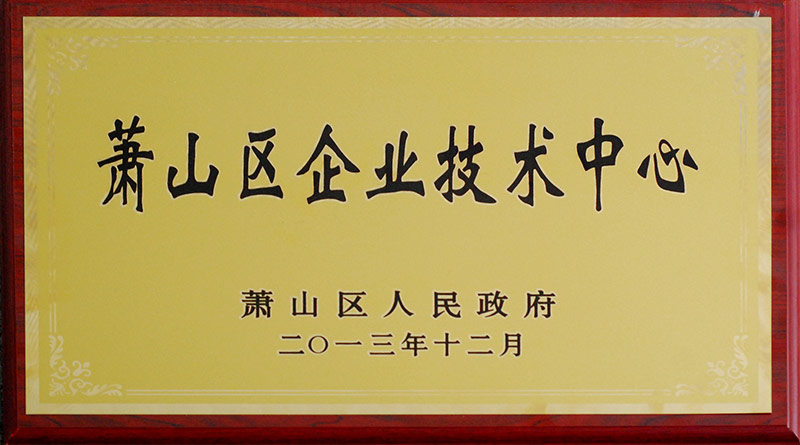 萧山区企业技术中心
萧山区人民政府
二〇一三年十二月